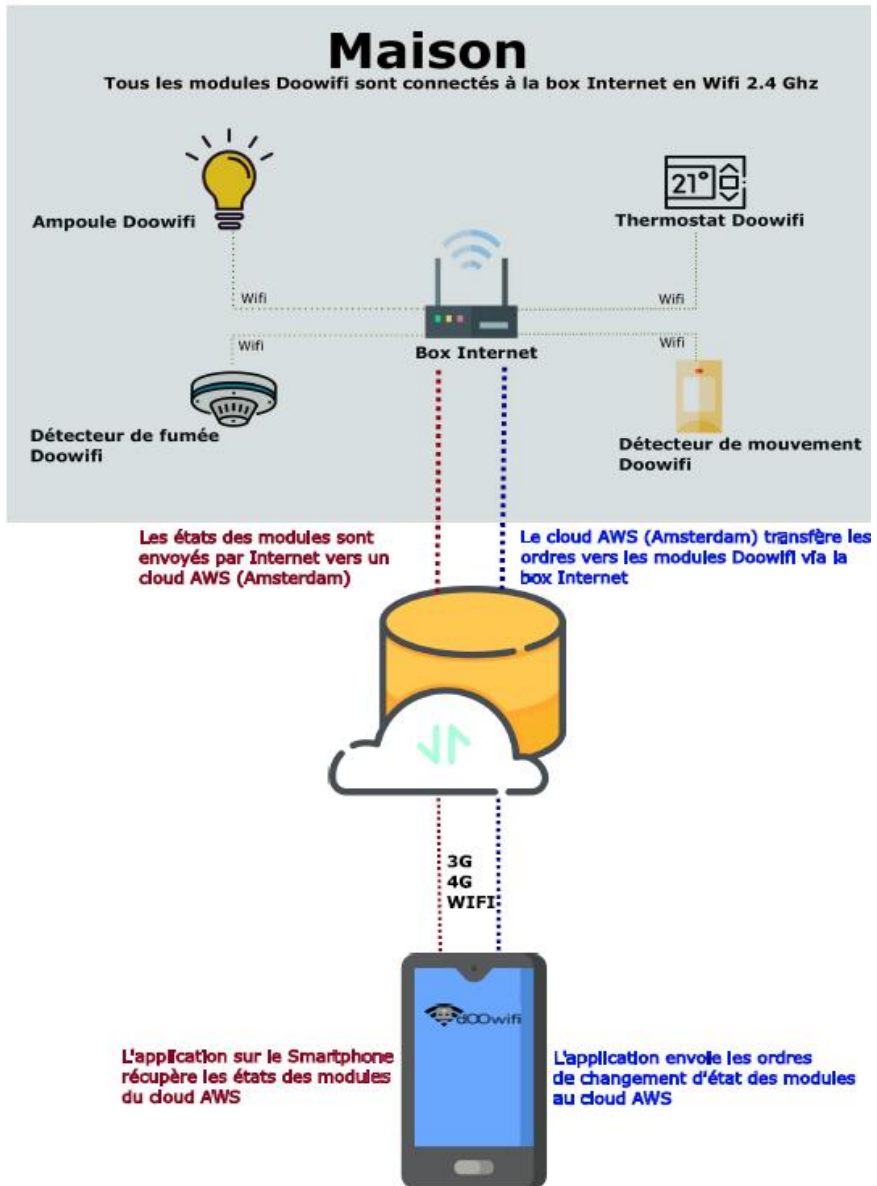 Maison
Tous les modules Doowifi sont connectés à la box Internet en Wifi 2.4 Ghz
21°
Ampoule Doowifi
Thermostat Doowifi
Wifi
Wifi
Wifi
Wifi
Box Internet
Détecteur de fumée
Doowifi
Détecteur de mouvement
Doowifi
Les états des modules sont
envoyés par Internet vers un
cloud AWS (Amsterdam)
Le cloud AWS (Amsterdam) transfère les
ordres vers les modules Doowifi via la
box Internet
3G
4G
WIFI
dOOwifi
L'application sur le Smartphone
récupère les états des modules
du cloud AWS
L'application envoie les ordres
de changement d'état des modules
au cloud AWS